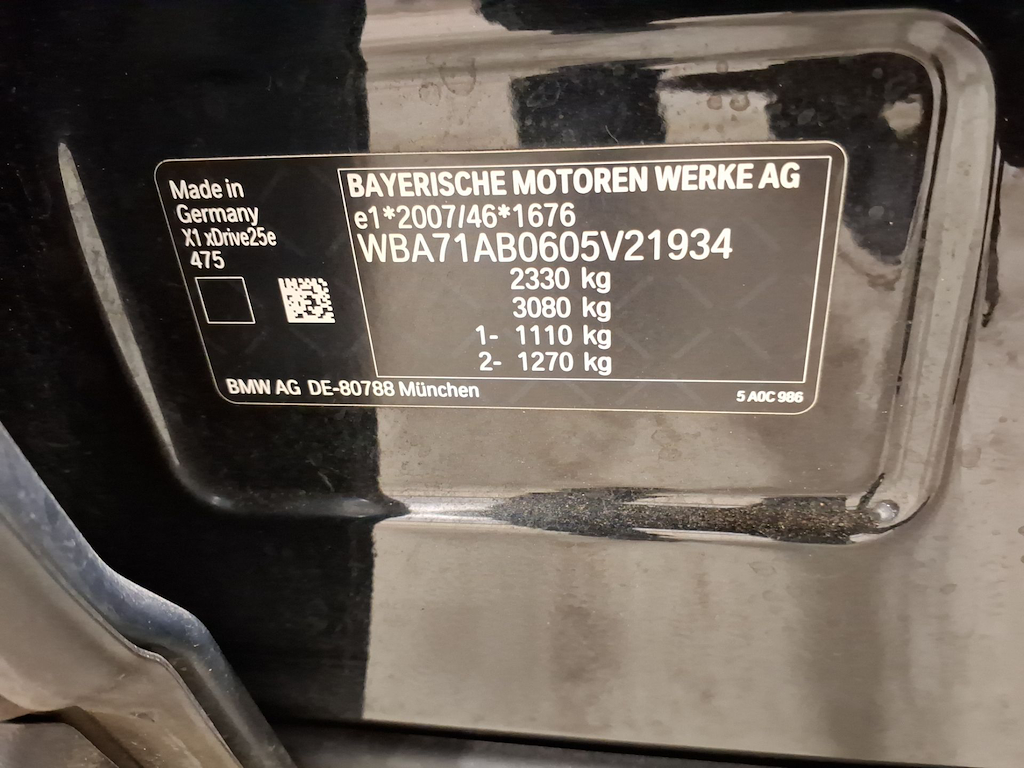 Made in
Germany
X1 xDrive25e
475
BAYERISCHE MOTOREN WERKE AG
e1*2007/46*1676
WBA71AB0605V21934
2330 kg
3080 kg
1- 1110 kg
2- 1270 kg
BMW AG DE-80788 München
5 A0C 986